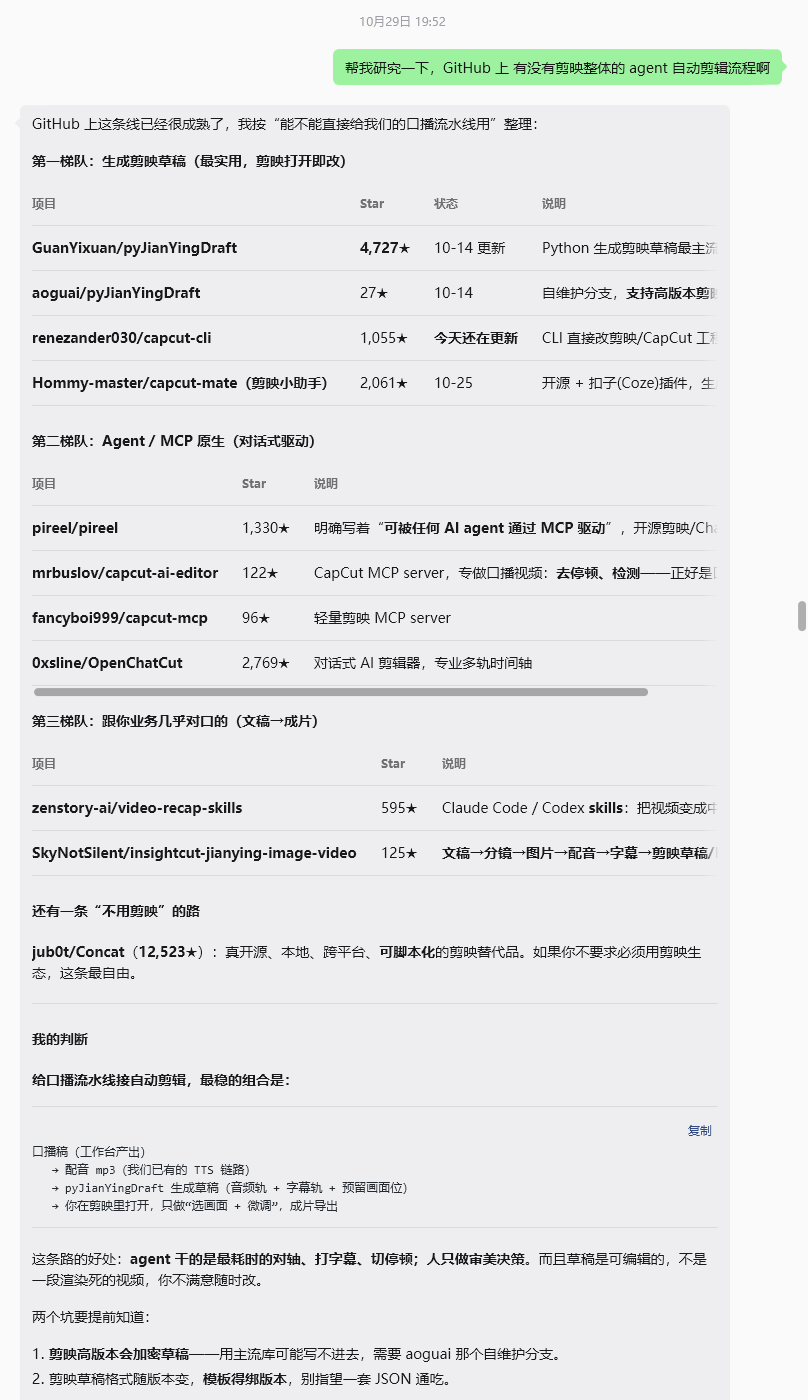 10月29日 19:52
帮我研究一下，GitHub 上 有没有剪映整体的 agent 自动剪辑流程啊
GitHub 上这条线已经很成熟了，我按“能不能直接给我们的口播流水线用”整理：
第一梯队：生成剪映草稿（最实用，剪映打开即改）
项目 Star 状态 说明
GuanYixuan/pyJianYingDraft 4,727★ 10-14 更新 Python 生成剪映草稿最主流
aoguai/pyJianYingDraft 27★ 10-14 自维护分支，支持高版本剪
renezander030/capcut-cli 1,055★ 今天还在更新 CLI 直接改剪映/CapCut 工
Hommy-master/capcut-mate（剪映小助手） 2,061★ 10-25 开源 + 扣子(Coze)插件，生
第二梯队：Agent / MCP 原生（对话式驱动）
项目 Star 说明
pireel/pireel 1,330★ 明确写着“可被任何 AI agent 通过 MCP 驱动”，开源剪映/Cha
mrbuslov/capcut-ai-editor 122★ CapCut MCP server，专做口播视频：去停顿、检测——正好是
fancyboi999/capcut-mcp 96★ 轻量剪映 MCP server
0xsline/OpenChatCut 2,769★ 对话式 AI 剪辑器，专业多轨时间轴
第三梯队：跟你业务几乎对口的（文稿→成片）
项目 Star 说明
zenstory-ai/video-recap-skills 595★ Claude Code / Codex skills：把视频变成中
SkyNotSilent/insightcut-jianying-image-video 125★ 文稿→分镜→图片→配音→字幕→剪映草稿/
还有一条“不用剪映”的路
jub0t/Concat（12,523★）：真开源、本地、跨平台、可脚本化的剪映替代品。如果你不要求必须用剪映生
态，这条最自由。
我的判断
给口播流水线接自动剪辑，最稳的组合是：
复制
口播稿（工作台产出）
→ 配音 mp3（我们已有的 TTS 链路）
→ pyJianYingDraft 生成草稿（音频轨 + 字幕轨 + 预留画面位）
→ 你在剪映里打开，只做“选画面 + 微调”，成片导出
这条路的好处：agent 干的是最耗时的对轴、打字幕、切停顿；人只做审美决策。而且草稿是可编辑的，不是
一段渲染死的视频，你不满意随时改。
两个坑要提前知道：
1. 剪映高版本会加密草稿——用主流库可能写不进去，需要 aoguai 那个自维护分支。
2. 剪映草稿格式随版本变，模板得绑版本，别指望一套 JSON 通吃。